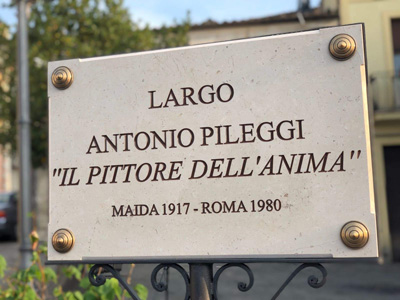 LARGO
ANTONIO PILEGGI
"IL PITTORE DELL'ANIMA"
MAIDA 1917 - ROMA 1980